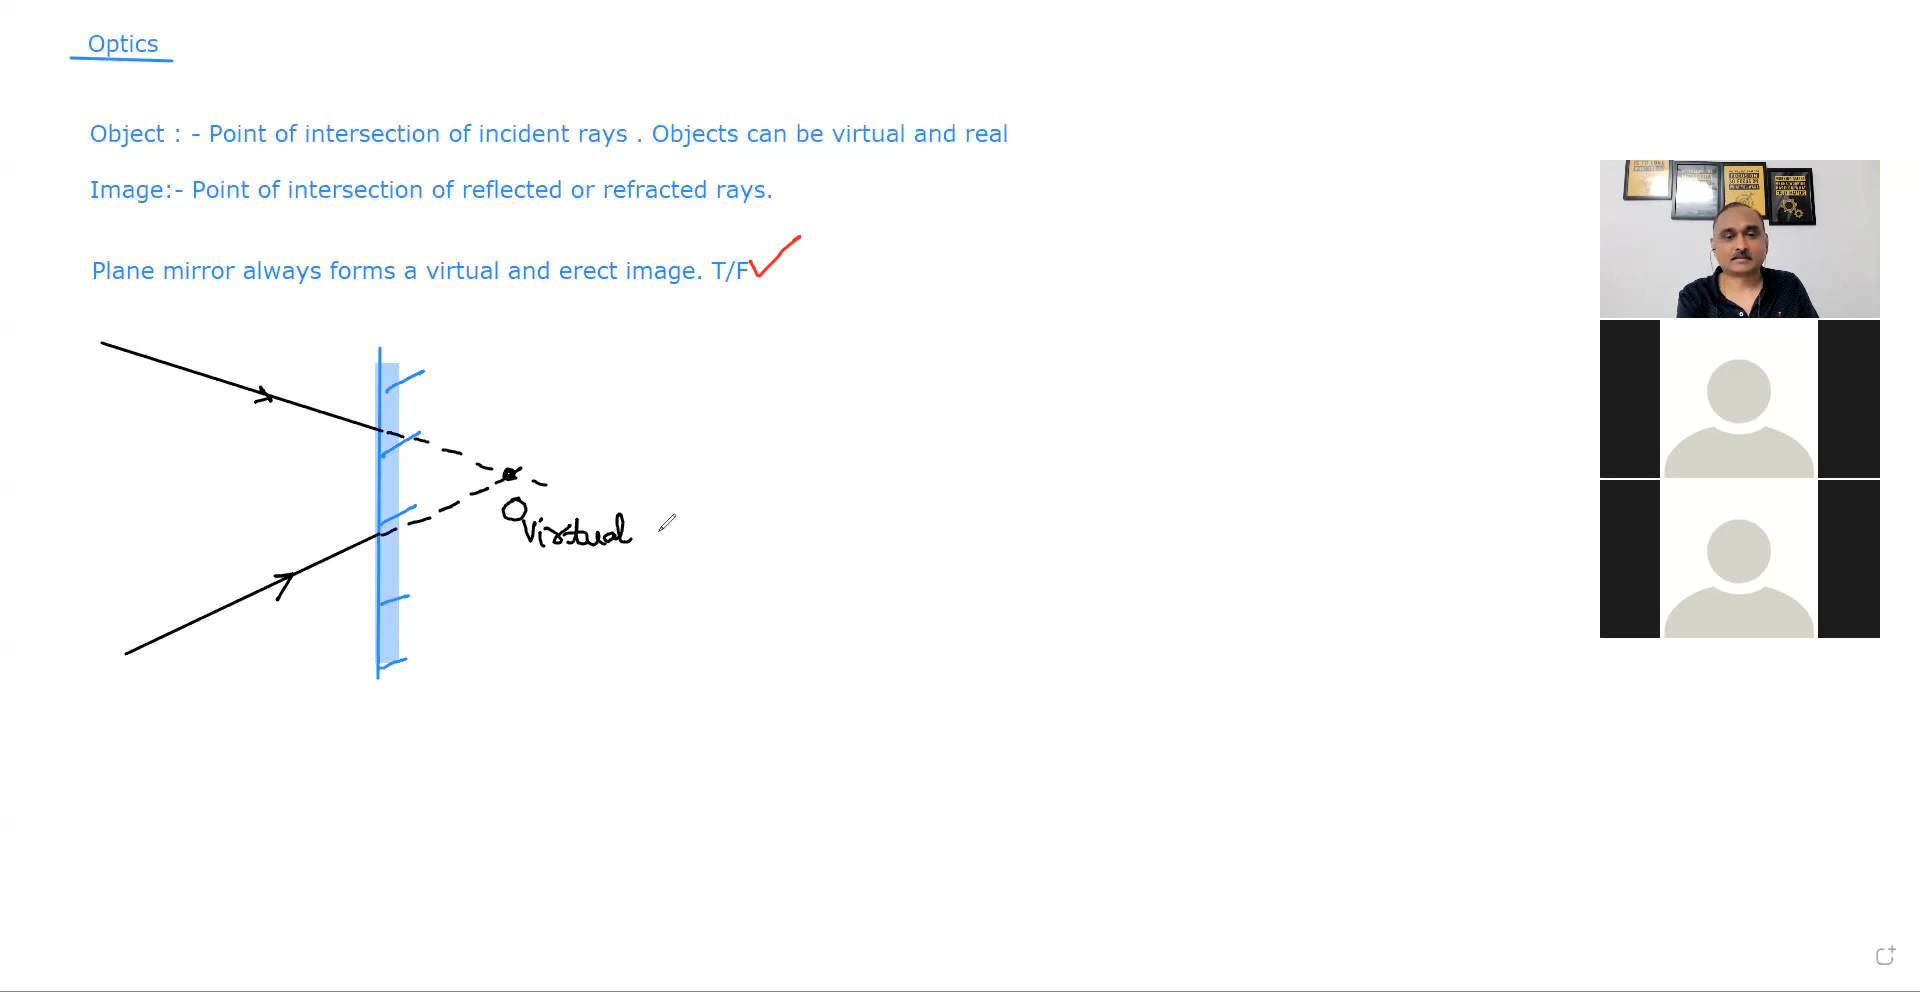 Optics
Object : - Point of intersection of incident rays . Objects can be virtual and real
Image:- Point of intersection of reflected or refracted rays.
Plane mirror always forms a virtual and erect image. T/F
O virtual